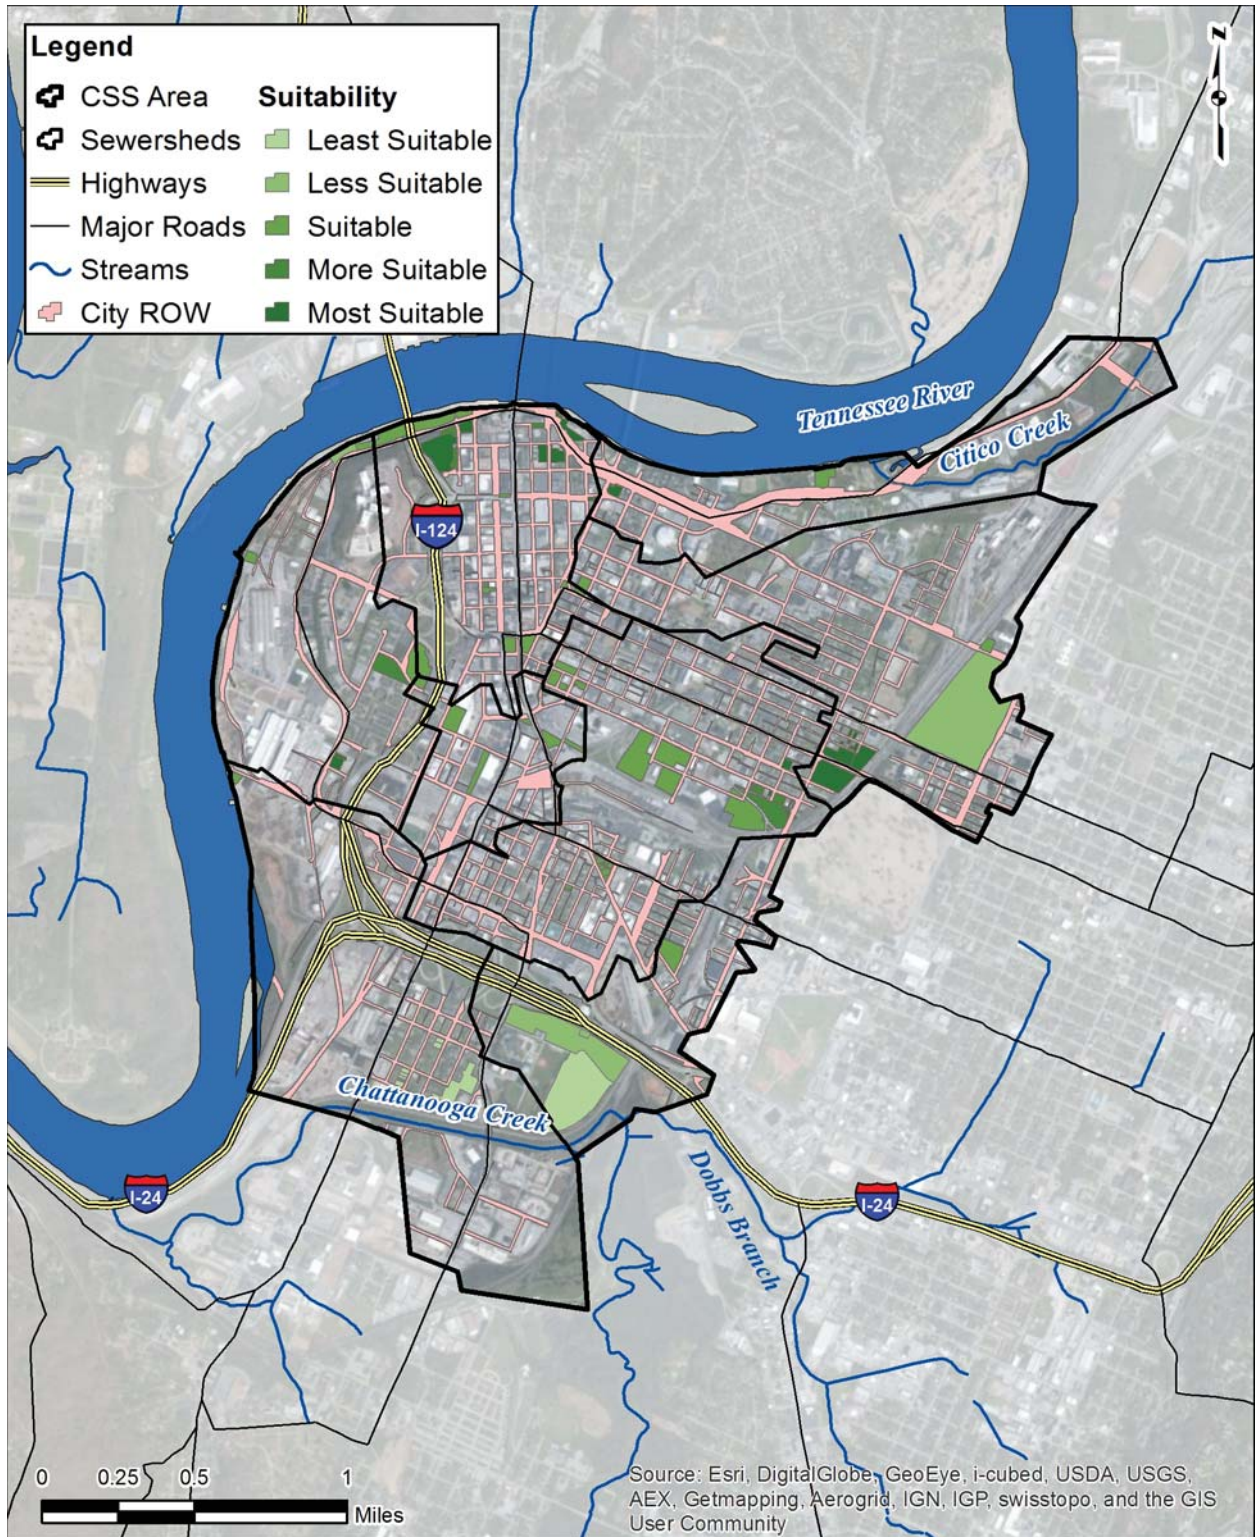 Legend
CSS Area
Sewersheds
Highways
Major Roads
Streams
City ROW
Suitability
Least Suitable
Less Suitable
Suitable
More Suitable
Most Suitable
N
Tennessee River
Citico Creek
I-124
Chattanooga Creek
I-24
Dobbs Branch
I-24
0 0.25 0.5 1
Miles
Source: Esri, DigitalGlobe, GeoEye, i-cubed, USDA, USGS,
AEX, Getmapping, Aerogrid, IGN, IGP, swisstopo, and the GIS
User Community